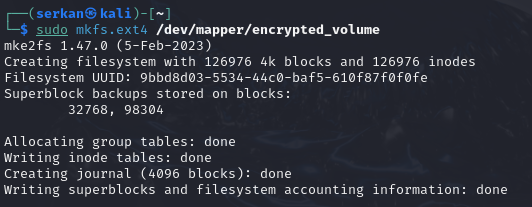 ┌──(serkan㉿kali)-[~]
└─$ sudo mkfs.ext4 /dev/mapper/encrypted_volume
mke2fs 1.47.0 (5-Feb-2023)
Creating filesystem with 126976 4k blocks and 126976 inodes
Filesystem UUID: 9bbd8d03-5534-44c0-baf5-610f87f0f0fe
Superblock backups stored on blocks:
        32768, 98304

Allocating group tables: done
Writing inode tables: done
Creating journal (4096 blocks): done
Writing superblocks and filesystem accounting information: done